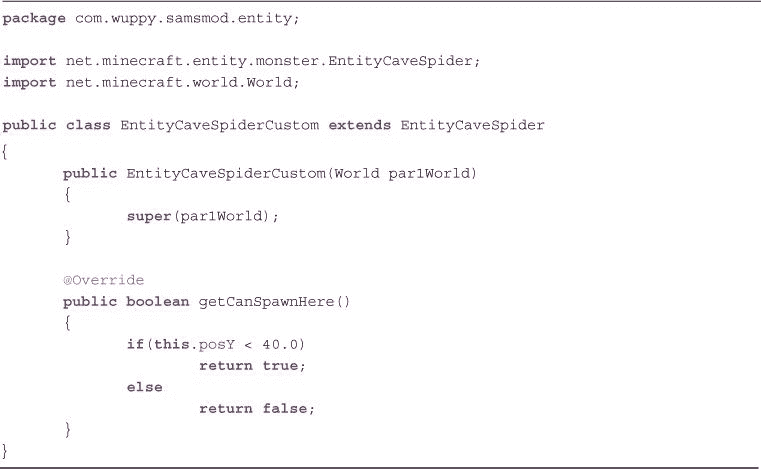 package com.wuppy.samsmod.entity;
import net.minecraft.entity.monster.EntityCaveSpider;
import net.minecraft.world.World;
public class EntityCaveSpiderCustom extends EntityCaveSpider
{
public EntityCaveSpiderCustom(World par1World)
{
super(par1World);
}
@Override
public boolean getCanSpawnHere()
{
if(this.posY < 40.0)
return true;
else
return false;
}
}